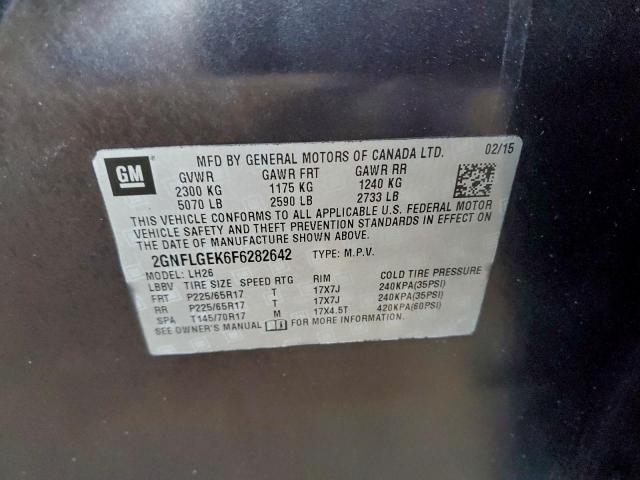 GM
MFD BY GENERAL MOTORS OF CANADA LTD. 02/15
GVWR GAWR FRT GAWR RR
2300 KG 1175 KG 1240 KG
5070 LB 2590 LB 2733 LB
THIS VEHICLE CONFORMS TO ALL APPLICABLE U.S. FEDERAL MOTOR
VEHICLE SAFETY AND THEFT PREVENTION STANDARDS IN EFFECT ON
THE DATE OF MANUFACTURE SHOWN ABOVE.
2GNFLGEK6F6282642 TYPE: M.P.V.
MODEL: LH26
LBBV TIRE SIZE SPEED RTG RIM COLD TIRE PRESSURE
FRT P225/65R17 T 17X7J 240KPA(35PSI)
RR P225/65R17 T 17X7J 240KPA(35PSI)
SPA T145/70R17 M 17X4.5T 420KPA(60PSI)
SEE OWNER'S MANUAL FOR MORE INFORMATION.